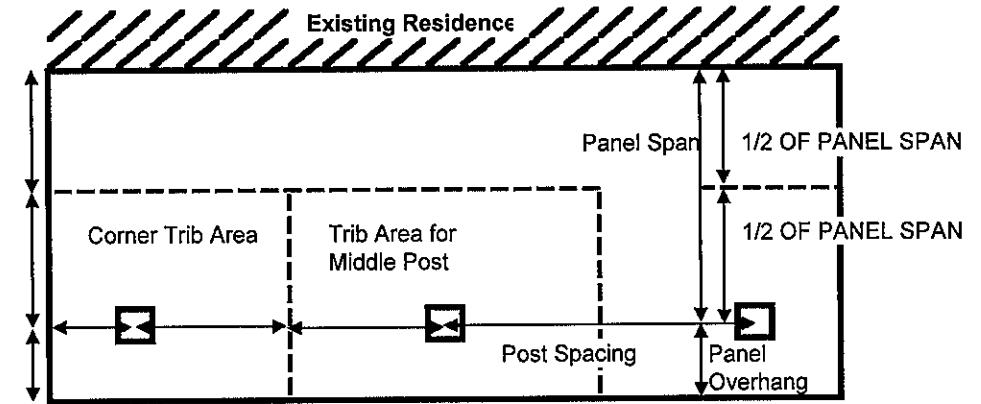 Existing Residence
Panel Span
1/2 OF PANEL SPAN
Corner Trib Area
Trib Area for
Middle Post
1/2 OF PANEL SPAN
Post Spacing
Panel
Overhang